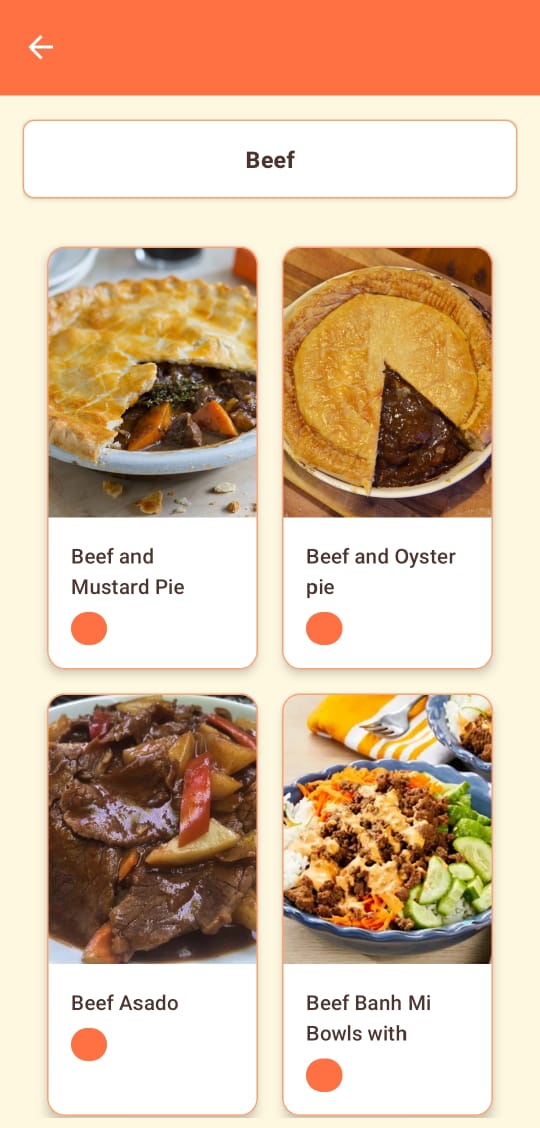 Beef
Beef and
Mustard Pie
Beef and Oyster
pie
Beef Asado
Beef Banh Mi
Bowls with